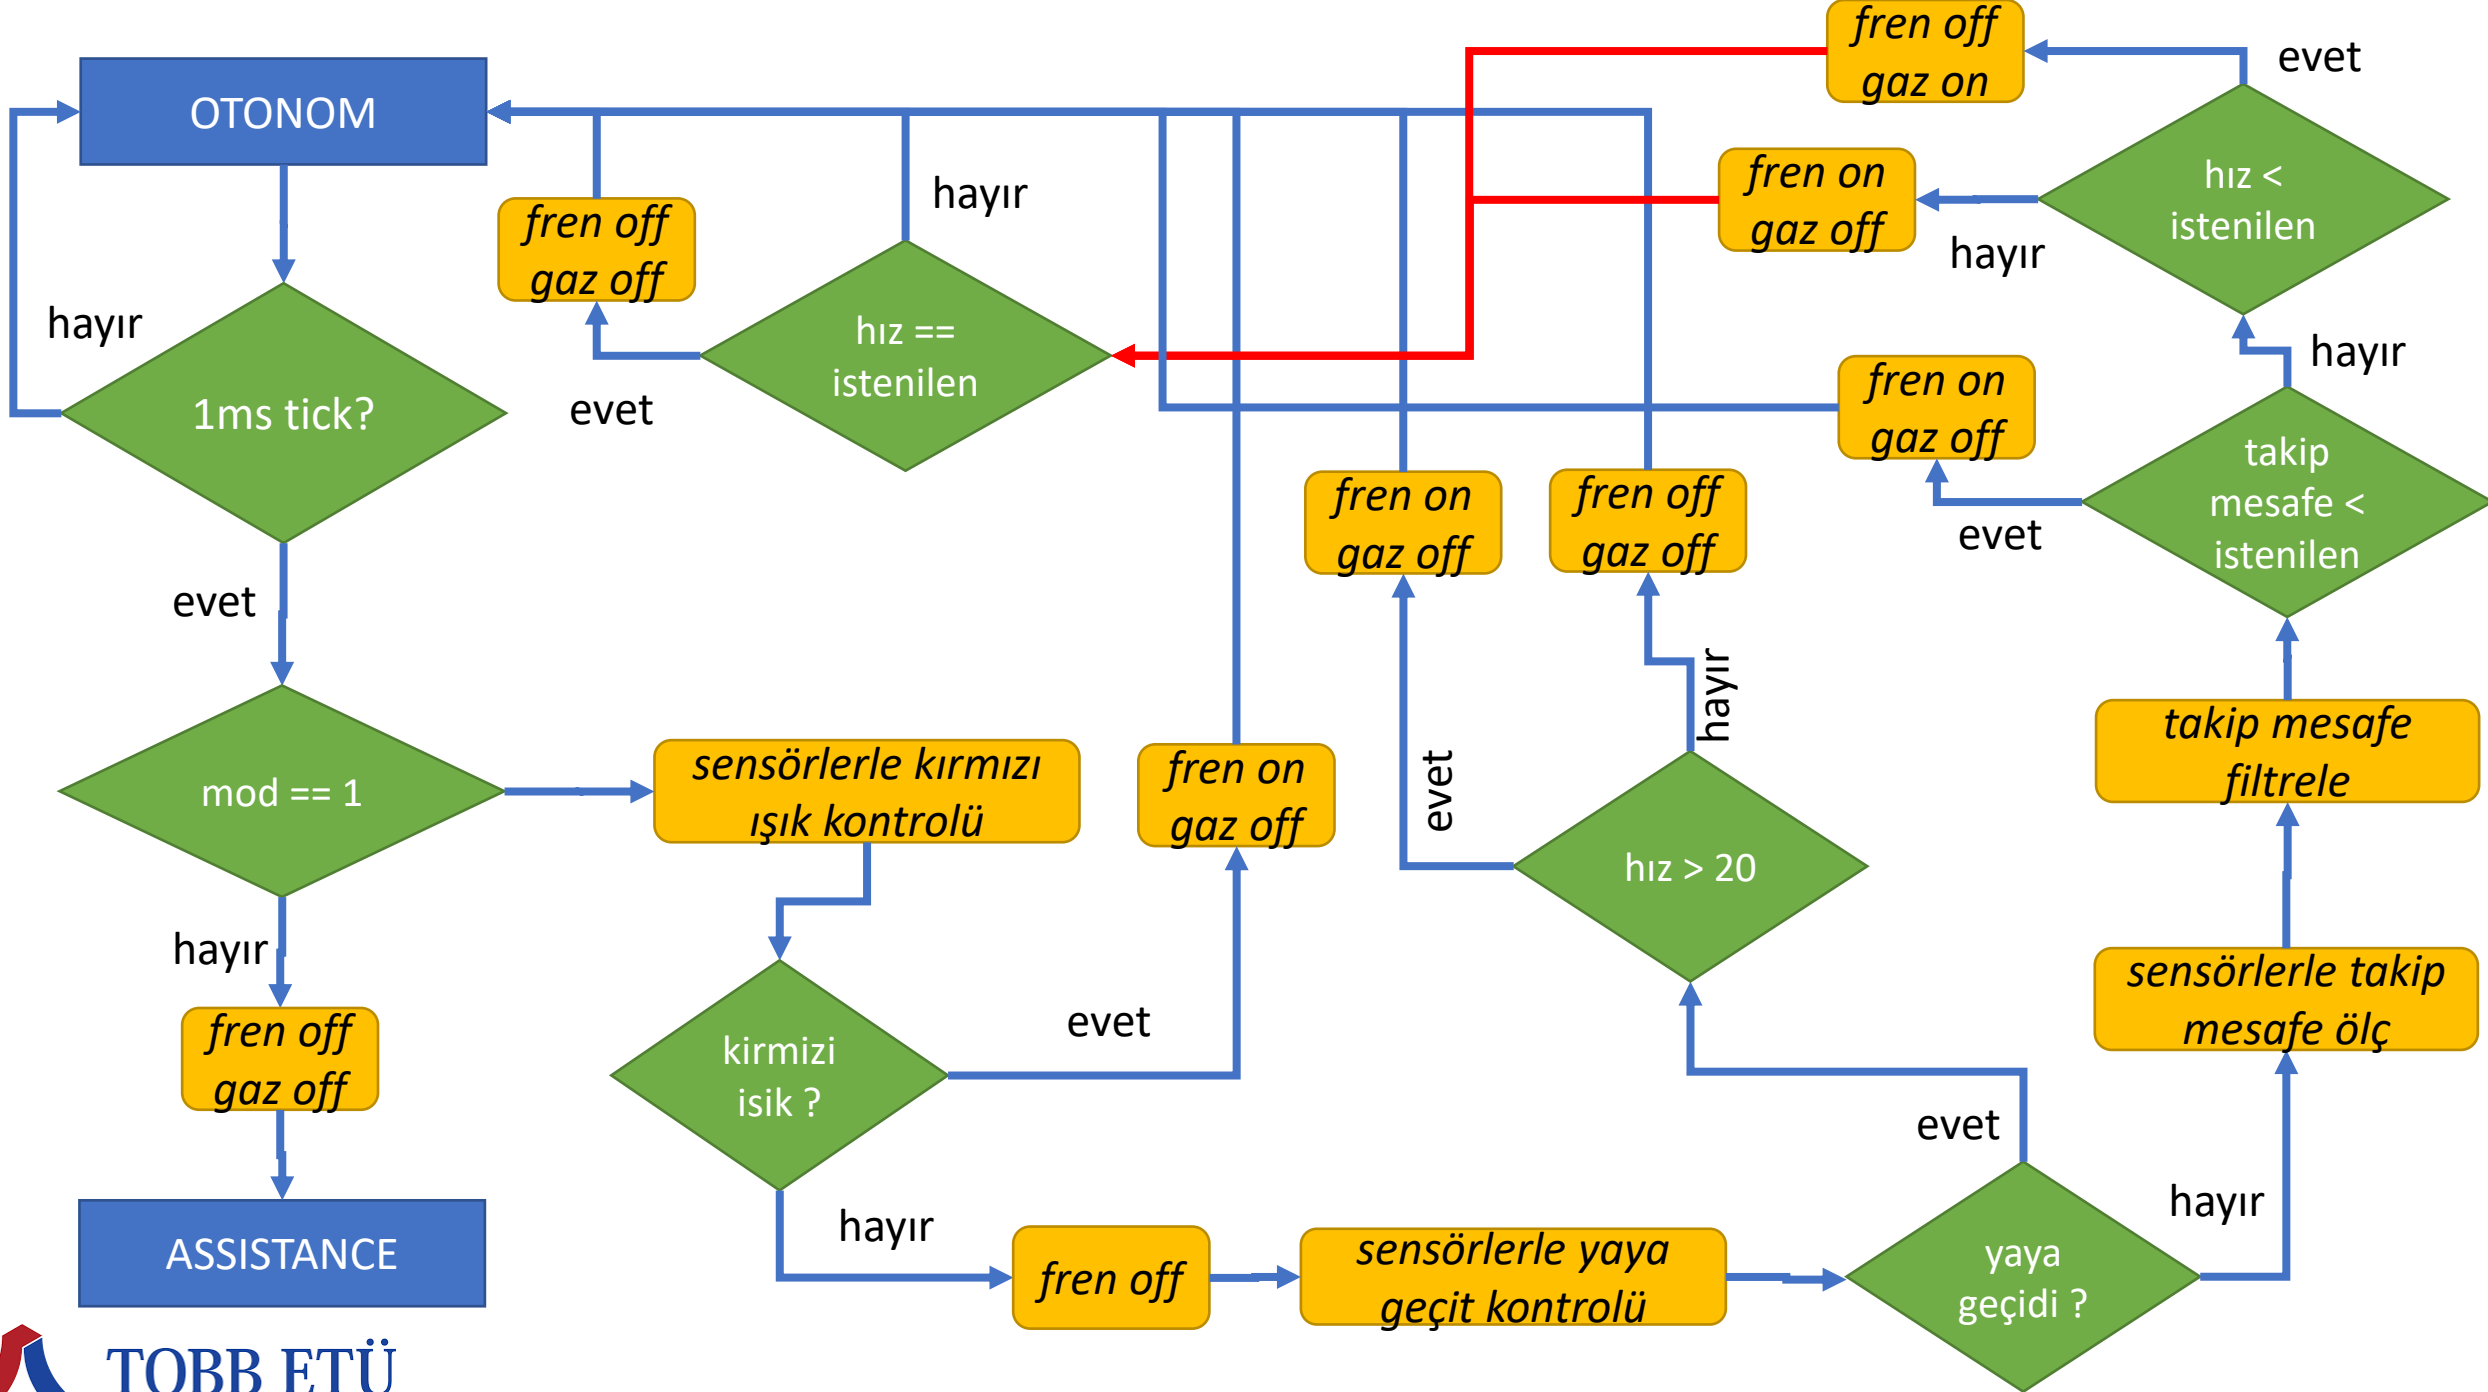 OTONOM
hayır
1ms tick?
evet
mod == 1
hayır
fren off
gaz off
ASSISTANCE
TOBB ETÜ
fren off
gaz off
evet
hayır
hız ==
istenilen
sensörlerle kırmızı
ışık kontrolü
kirmizi
isik ?
evet
hayır
fren on
gaz off
fren off
sensörlerle yaya
geçit kontrolü
yaya
geçidi ?
evet
hayır
hız > 20
evet
hayır
fren on
gaz off
fren off
gaz off
sensörlerle takip
mesafe ölç
takip mesafe
filtrele
takip
mesafe <
istenilen
evet
hayır
fren on
gaz off
hız <
istenilen
hayır
evet
fren on
gaz off
fren off
gaz on